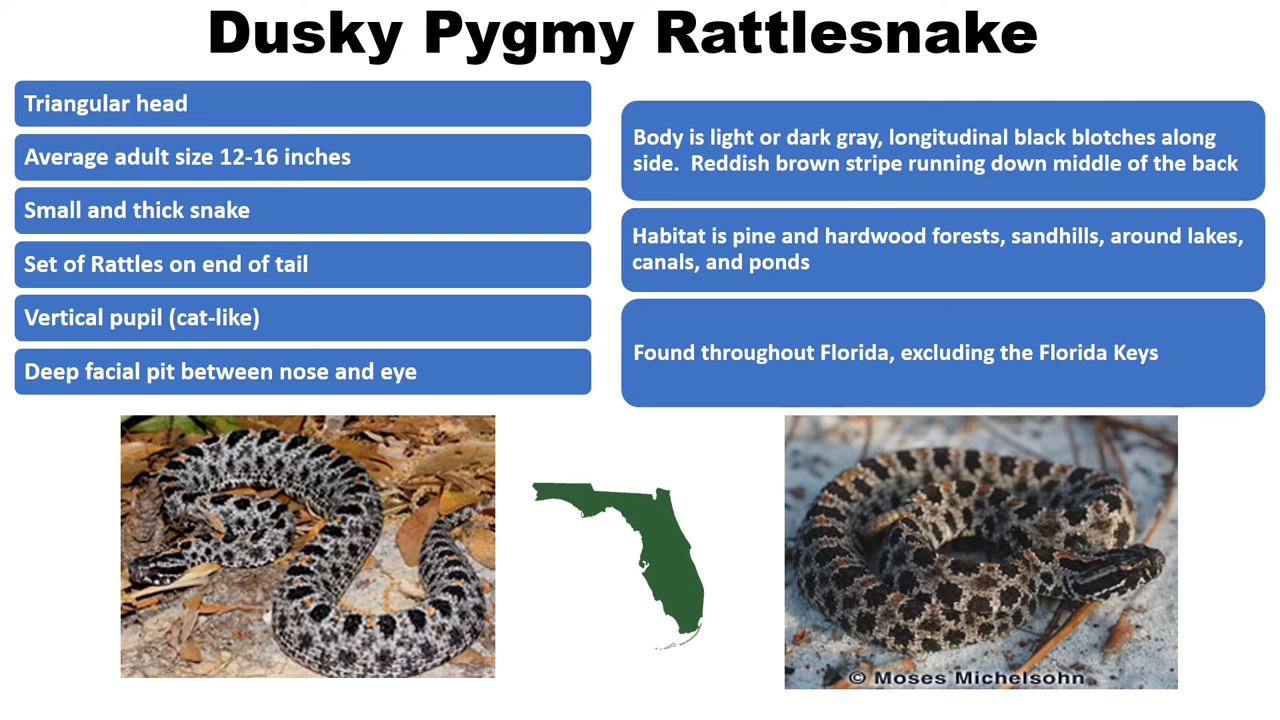 Dusky Pygmy Rattlesnake
Triangular head
Average adult size 12-16 inches
Small and thick snake
Set of Rattles on end of tail
Vertical pupil (cat-like)
Deep facial pit between nose and eye
Body is light or dark gray, longitudinal black blotches along
side.  Reddish brown stripe running down middle of the back
Habitat is pine and hardwood forests, sandhills, around lakes,
canals, and ponds
Found throughout Florida, excluding the Florida Keys
© Moses Michelsohn